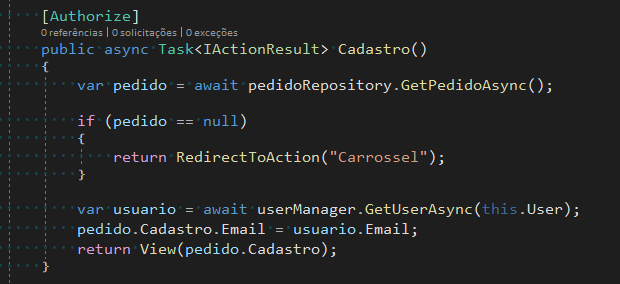 [Authorize]
0 referências | 0 solicitações | 0 exceções
public async Task<IActionResult> Cadastro()
{
var pedido = await pedidoRepository.GetPedidoAsync();
if (pedido == null)
{
return RedirectToAction("Carrossel");
}
var usuario = await userManager.GetUserAsync(this.User);
pedido.Cadastro.Email = usuario.Email;
return View(pedido.Cadastro);
}